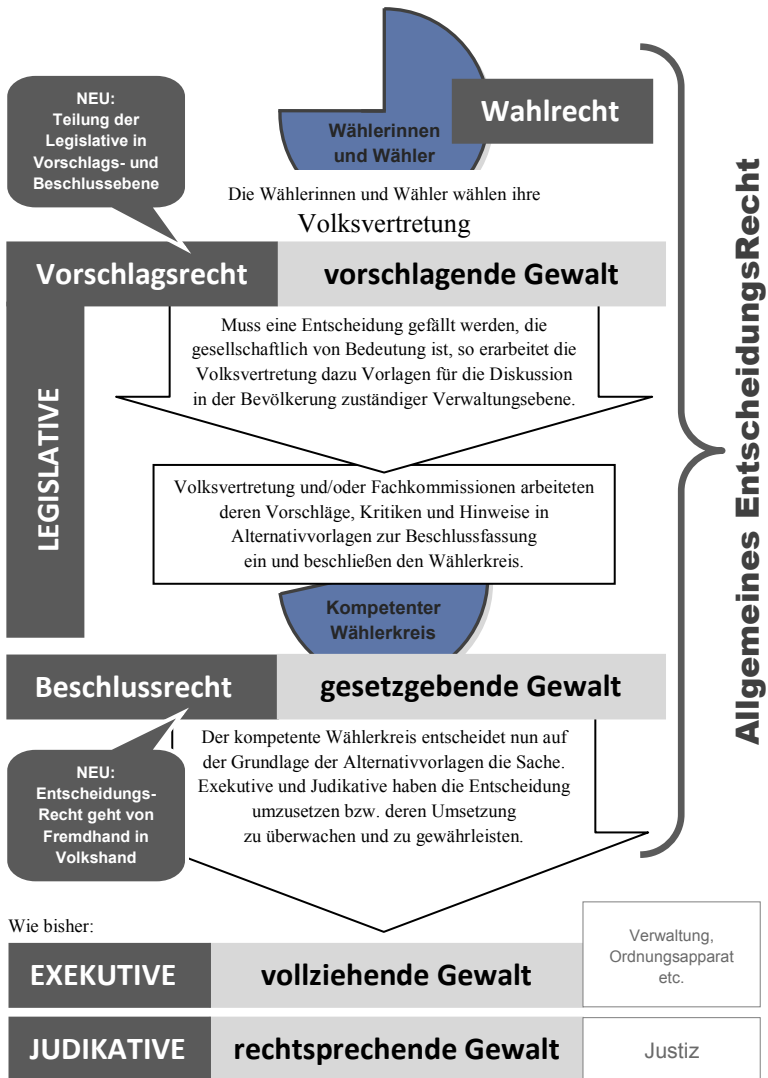 NEU:
Teilung der
Legislative in
Vorschlags- und
Beschlussebene
Wählerinnen
und Wähler
Wahlrecht
Die Wählerinnen und Wähler wählen ihre
Volksvertretung
Vorschlagsrecht
vorschlagende Gewalt
Muss eine Entscheidung gefällt werden, die
gesellschaftlich von Bedeutung ist, so erarbeitet die
Volksvertretung dazu Vorlagen für die Diskussion
in der Bevölkerung zuständiger Verwaltungsebene.
LEGISLATIVE
Volksvertretung und/oder Fachkommissionen arbeiteten
deren Vorschläge, Kritiken und Hinweise in
Alternativvorlagen zur Beschlussfassung
ein und beschließen den Wählerkreis.
Kompetenter
Wählerkreis
Beschlussrecht
gesetzgebende Gewalt
NEU:
Entscheidungs-
Recht geht von
Fremdhand in
Volkshand
Der kompetente Wählerkreis entscheidet nun auf
der Grundlage der Alternativvorlagen die Sache.
Exekutive und Judikative haben die Entscheidung
umzusetzen bzw. deren Umsetzung
zu überwachen und zu gewährleisten.
Allgemeines EntscheidungsRecht
Wie bisher:
EXEKUTIVE
vollziehende Gewalt
Verwaltung,
Ordnungsapparat
etc.
JUDIKATIVE
rechtsprechende Gewalt
Justiz